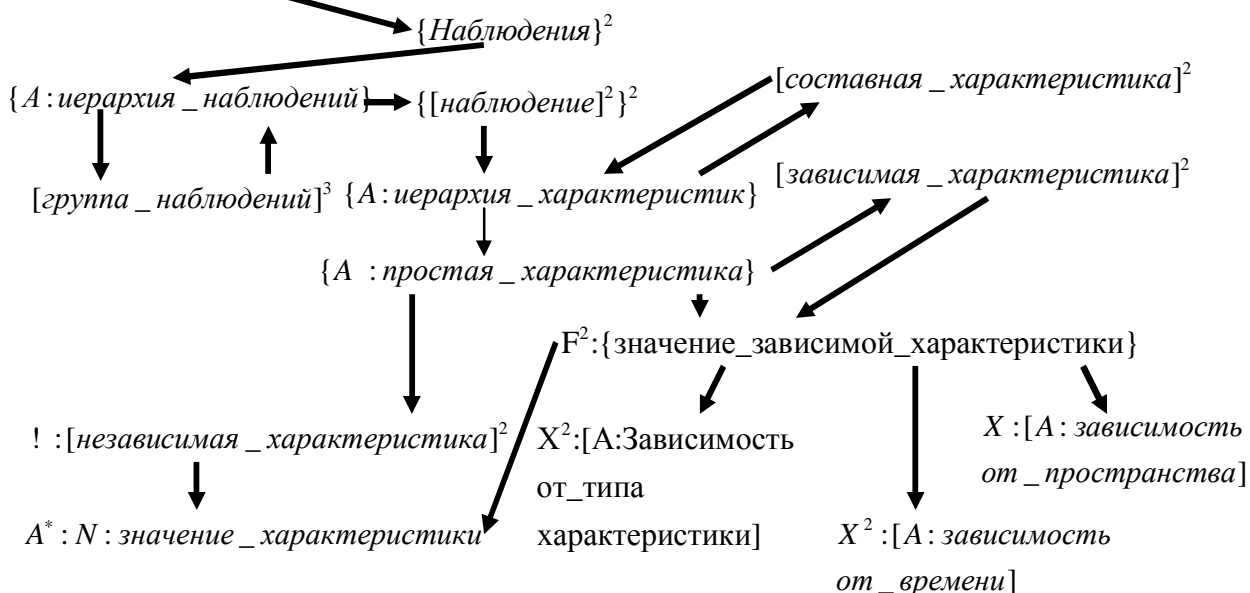 {Наблюдения}²
{A:иерархия_наблюдений}
{[наблюдение]²}²
[составная_характеристика]²
[группа_наблюдений]³
{A:иерархия_характеристик}
[зависимая_характеристика]²
{A :простая_характеристика}
F²:{значение_зависимой_характеристики}
! :[независимая_характеристика]²
X²:[А:Зависимость
от_типа
характеристики]
X:[A:зависимость
от_пространства]
A*:N:значение_характеристики
X²:[A:зависимость
от_времени]